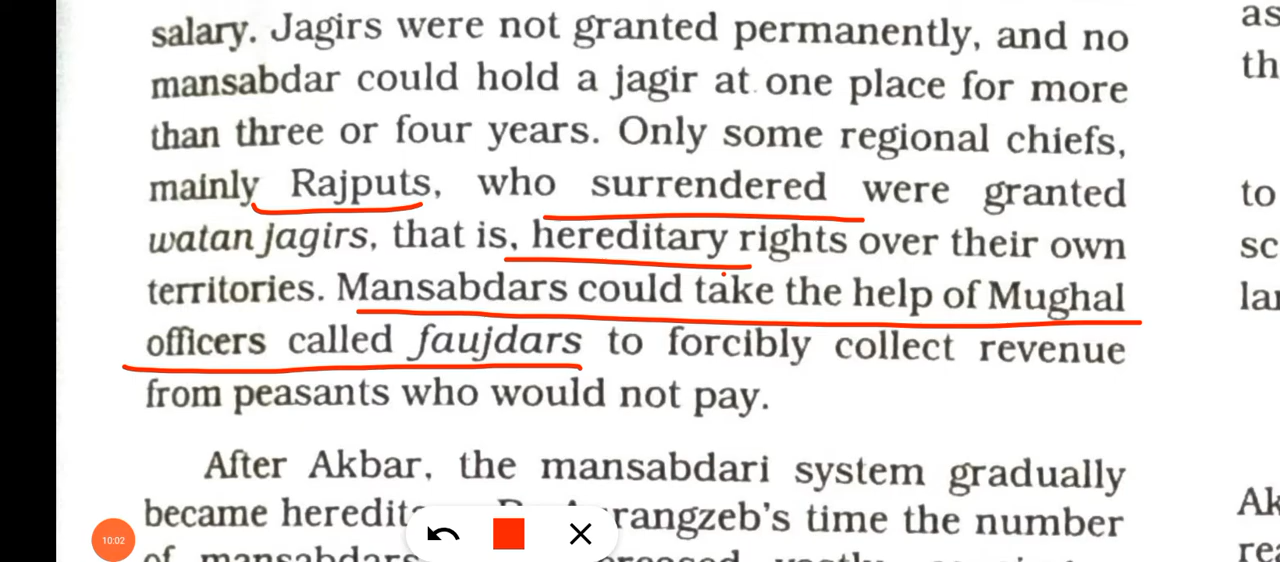 salary. Jagirs were not granted permanently, and no
mansabdar could hold a jagir at one place for more
than three or four years. Only some regional chiefs,
mainly Rajputs, who surrendered were granted
watan jagirs, that is, hereditary rights over their own
territories. Mansabdars could take the help of Mughal
officers called faujdars to forcibly collect revenue
from peasants who would not pay.
After Akbar, the mansabdari system gradually
became time the number
of mansabdars vastly
as
th
to
sc
Ak
10:02